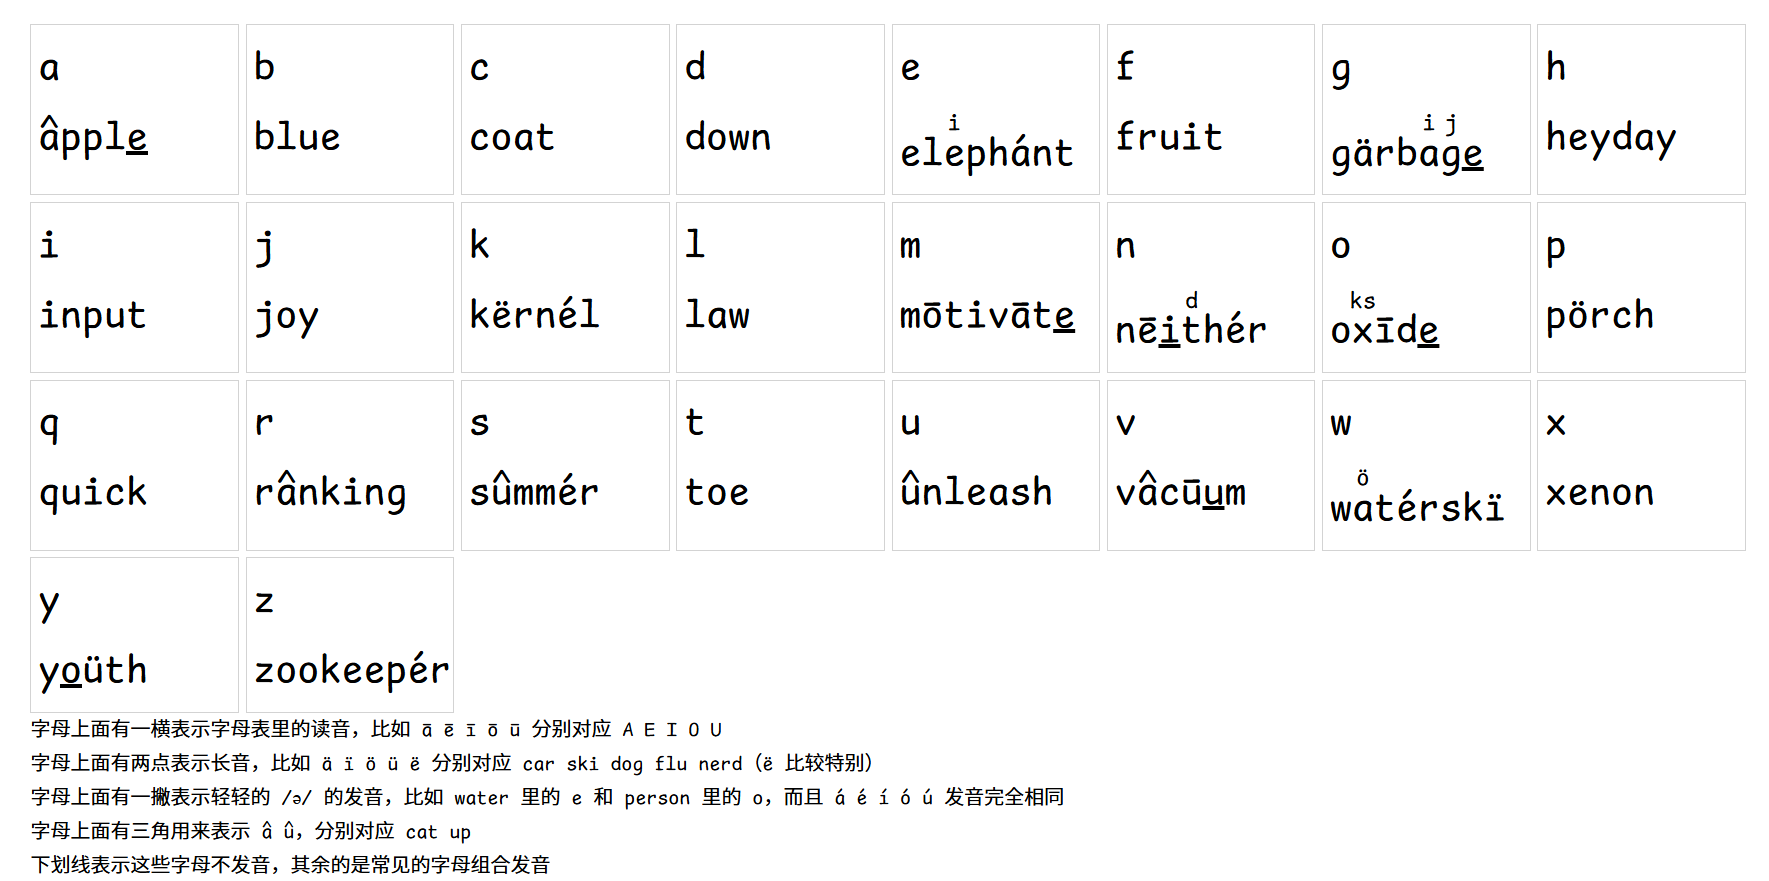 a b c d e f g h
i i j
âpple blue coat down elephánt fruit gärbage heyday
i j k l m n o p
d ks
input joy kërnél law mōtivāte nēithér oxīde pörch
q r s t u v w x
ö
quick rânking sûmmér toe ûnleash vâcūum watérskï xenon
y z
yoüth zookeepér
字母上面有一横表示字母表里的读音，比如 ā ē ī ō ū 分别对应 A E I O U
字母上面有两点表示长音，比如 ä ï ö ü ë 分别对应 car ski dog flu nerd（ë 比较特别）
字母上面有一撇表示轻轻的 /ə/ 的发音，比如 water 里的 e 和 person 里的 o，而且 á é í ó ú 发音完全相同
字母上面有三角用来表示 â û，分别对应 cat up
下划线表示这些字母不发音，其余的是常见的字母组合发音